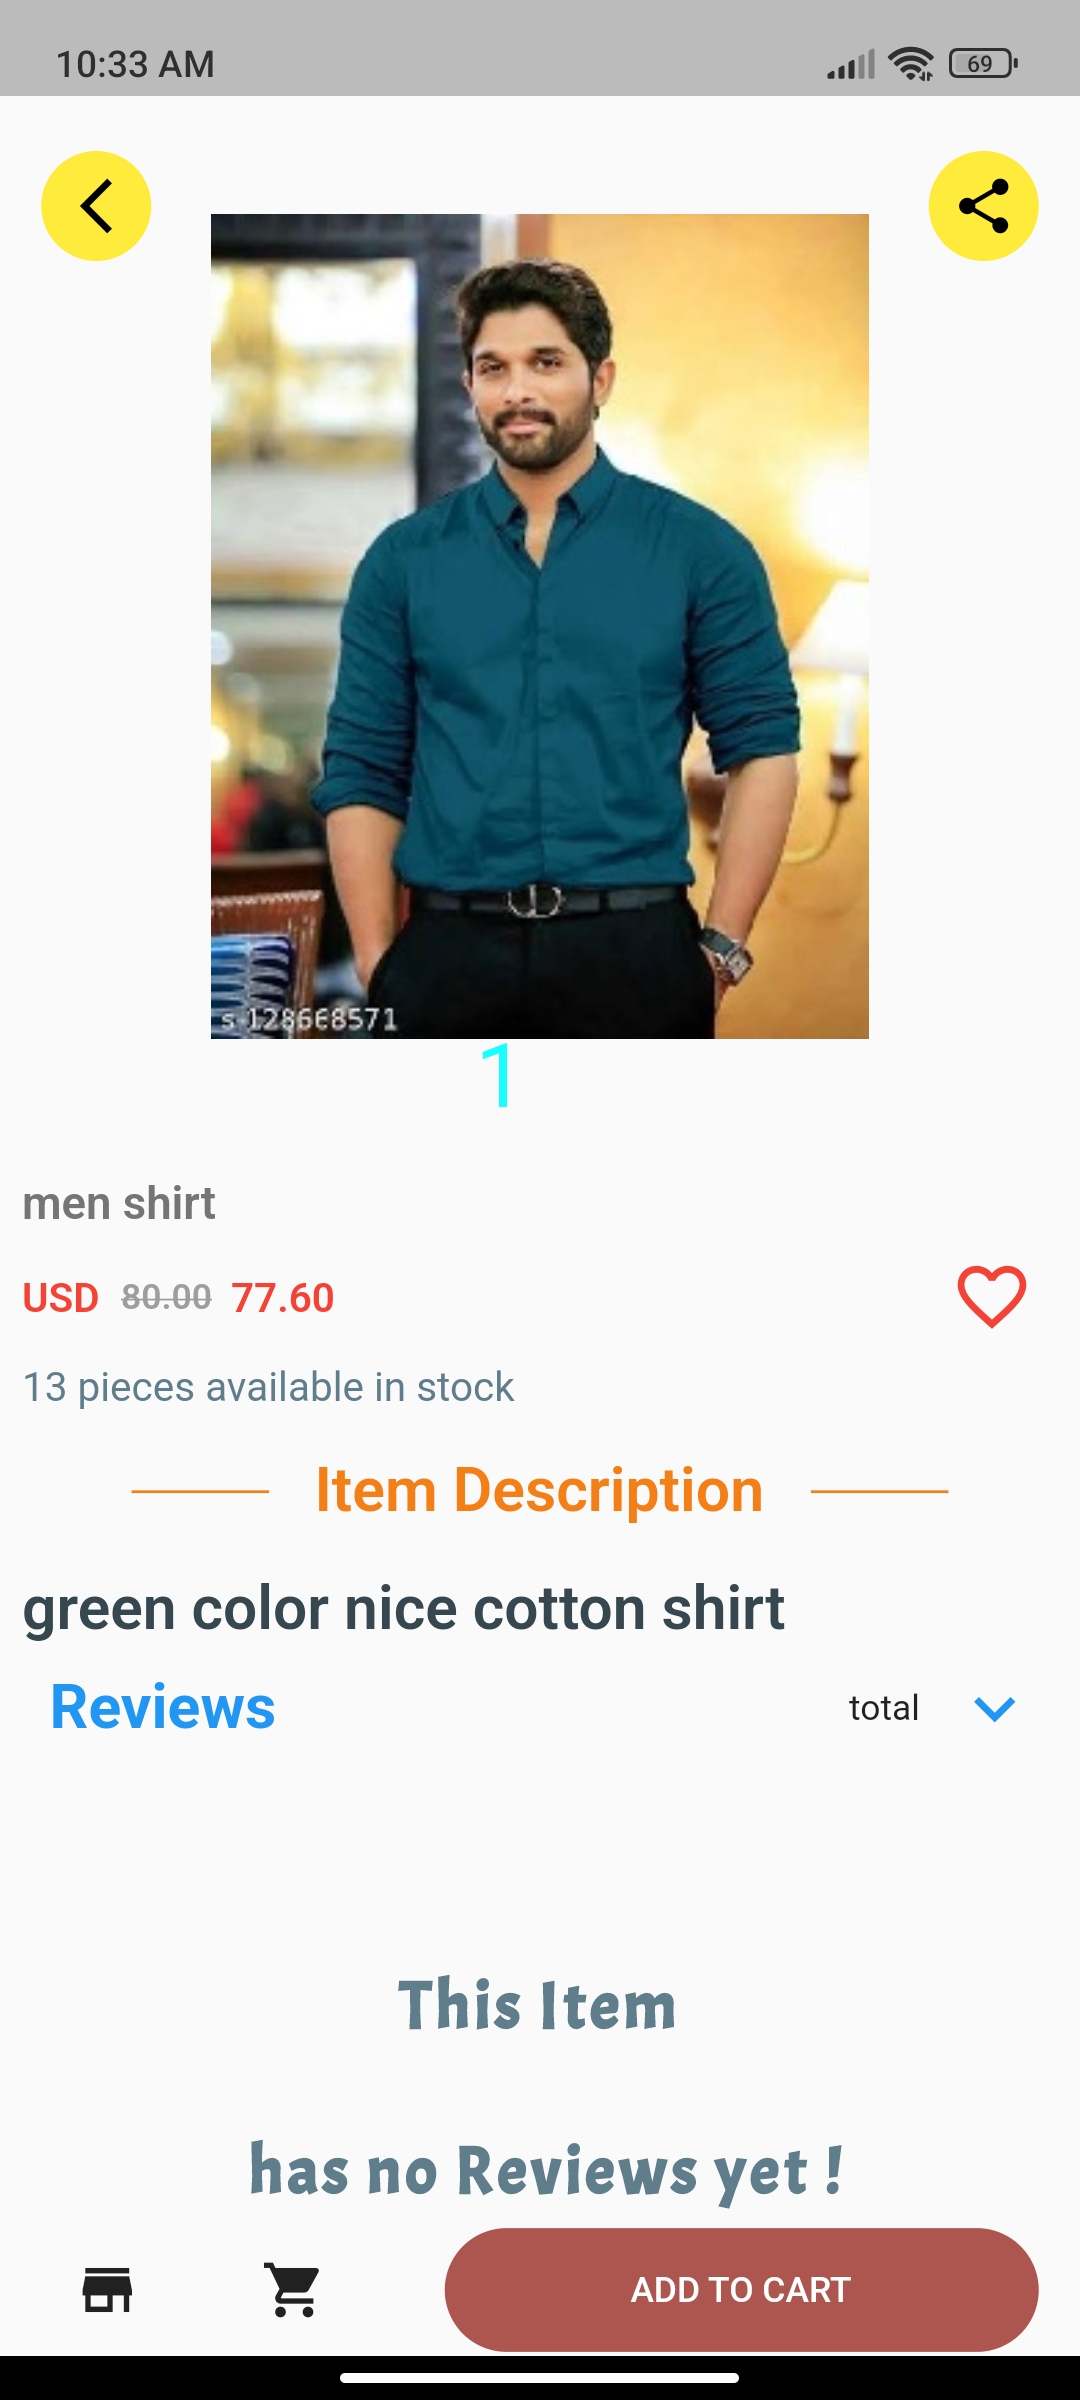 10:33 AM
69
s-128668571
1
men shirt
USD 80.00 77.60
13 pieces available in stock
Item Description
green color nice cotton shirt
Reviews
total
This Item
has no Reviews yet !
ADD TO CART